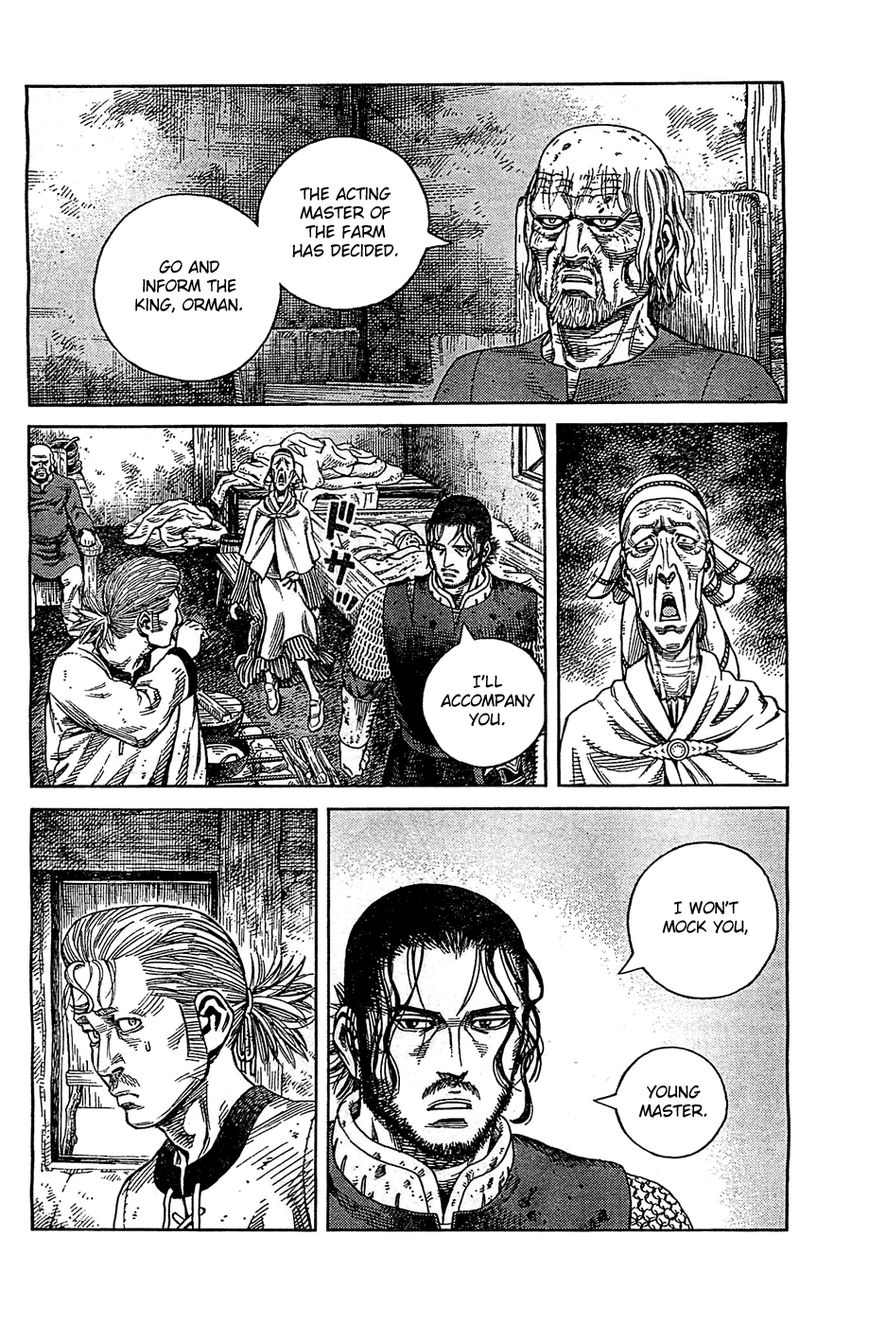 THE ACTING
MASTER OF
THE FARM
HAS DECIDED.
GO AND
INFORM THE
KING, ORMAN.
ドサッ
I'LL
ACCOMPANY
YOU.
I WON'T
MOCK YOU,
YOUNG
MASTER.